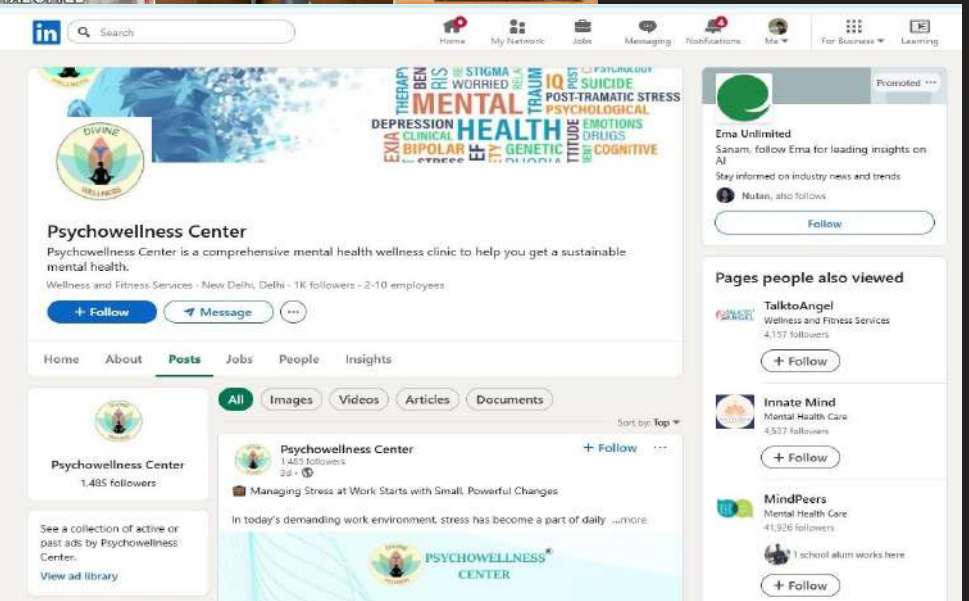 in
Search
Home
My Network
Jobs
Messaging
4
Notifications
Me
For Business
Learning
THERAPY
BEN
STIGMA
WORRIED
TRAUM
IQ
POST
SUICIDE
POST-TRAMATIC STRESS
MENTAL
PSYCHOLOGICAL
DEPRESSION
HEALTH
EMOTIONS
CLINICAL
DRUGS
BIPOLAR
GENETIC
COGNITIVE
DIVINE
WELLNESS
Psychowellness Center
Psychowellness Center is a comprehensive mental health wellness clinic to help you get a sustainable
mental health.
Wellness and Fitness Services · New Delhi, Delhi · 1K followers · 2-10 employees
+ Follow
Message
Home
About
Posts
Jobs
People
Insights
Psychowellness Center
1,485 followers
See a collection of active or
past ads by Psychowellness
Center.
View ad library
All
Images
Videos
Articles
Documents
Sort by: Top
Psychowellness Center
+ Follow
1,485 followers
3d
Managing Stress at Work Starts with Small, Powerful Changes
In today's demanding work environment, stress has become a part of daily ...more
PSYCHOWELLNESS®
CENTER
Promoted
Ema Unlimited
Sanam, follow Ema for leading insights on
AI
Stay informed on industry news and trends
Nutan, also follows
Follow
Pages people also viewed
TalktoAngel
Wellness and Fitness Services
4,157 followers
+ Follow
Innate Mind
Mental Health Care
4,507 followers
+ Follow
MindPeers
Mental Health Care
41,926 followers
1 school alum works here
+ Follow